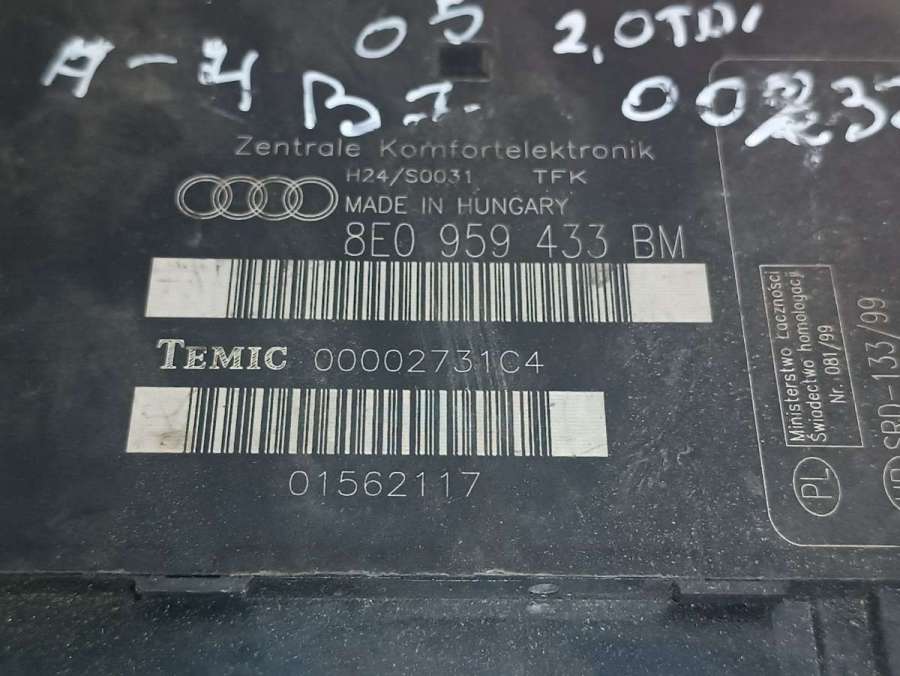 05 2,0TDI
A-4 B7. 00237
Zentrale Komfortelektronik
H24/S0031 TFK
MADE IN HUNGARY
8E0 959 433 BM
TEMIC 00002731C4
01562117
Ministerstwo Łączności
Świadectwo homologacji
Nr.: 081/99
PL
SRD-133/99